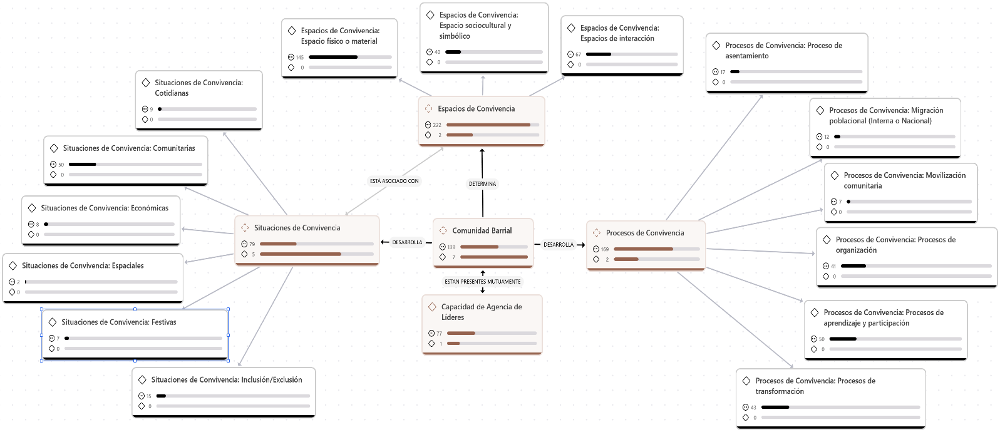 Espacios de Convivencia:
Espacio físico o material
145
0
Espacios de Convivencia:
Espacio sociocultural y
simbólico
40
0
Espacios de Convivencia:
Espacios de interacción
67
0
Procesos de Convivencia: Proceso de
asentamiento
17
0
Situaciones de Convivencia:
Cotidianas
9
0
Espacios de Convivencia
222
2
Procesos de Convivencia: Migración
poblacional (Interna o Nacional)
12
0
Situaciones de Convivencia: Comunitarias
50
0
ESTÁ ASOCIADO CON
DETERMINA
Procesos de Convivencia: Movilización
comunitaria
7
0
Situaciones de Convivencia: Económicas
8
0
Situaciones de Convivencia
79
5
DESARROLLA
Comunidad Barrial
139
7
DESARROLLA
Procesos de Convivencia
169
2
Procesos de Convivencia: Procesos de
organización
41
0
Situaciones de Convivencia: Espaciales
2
0
ESTAN PRESENTES MUTUAMENTE
Capacidad de Agencia de
Líderes
77
1
Situaciones de Convivencia: Festivas
7
0
Procesos de Convivencia: Procesos de
aprendizaje y participación
50
0
Situaciones de Convivencia: Inclusión/Exclusión
15
0
Procesos de Convivencia: Procesos de
transformación
43
0